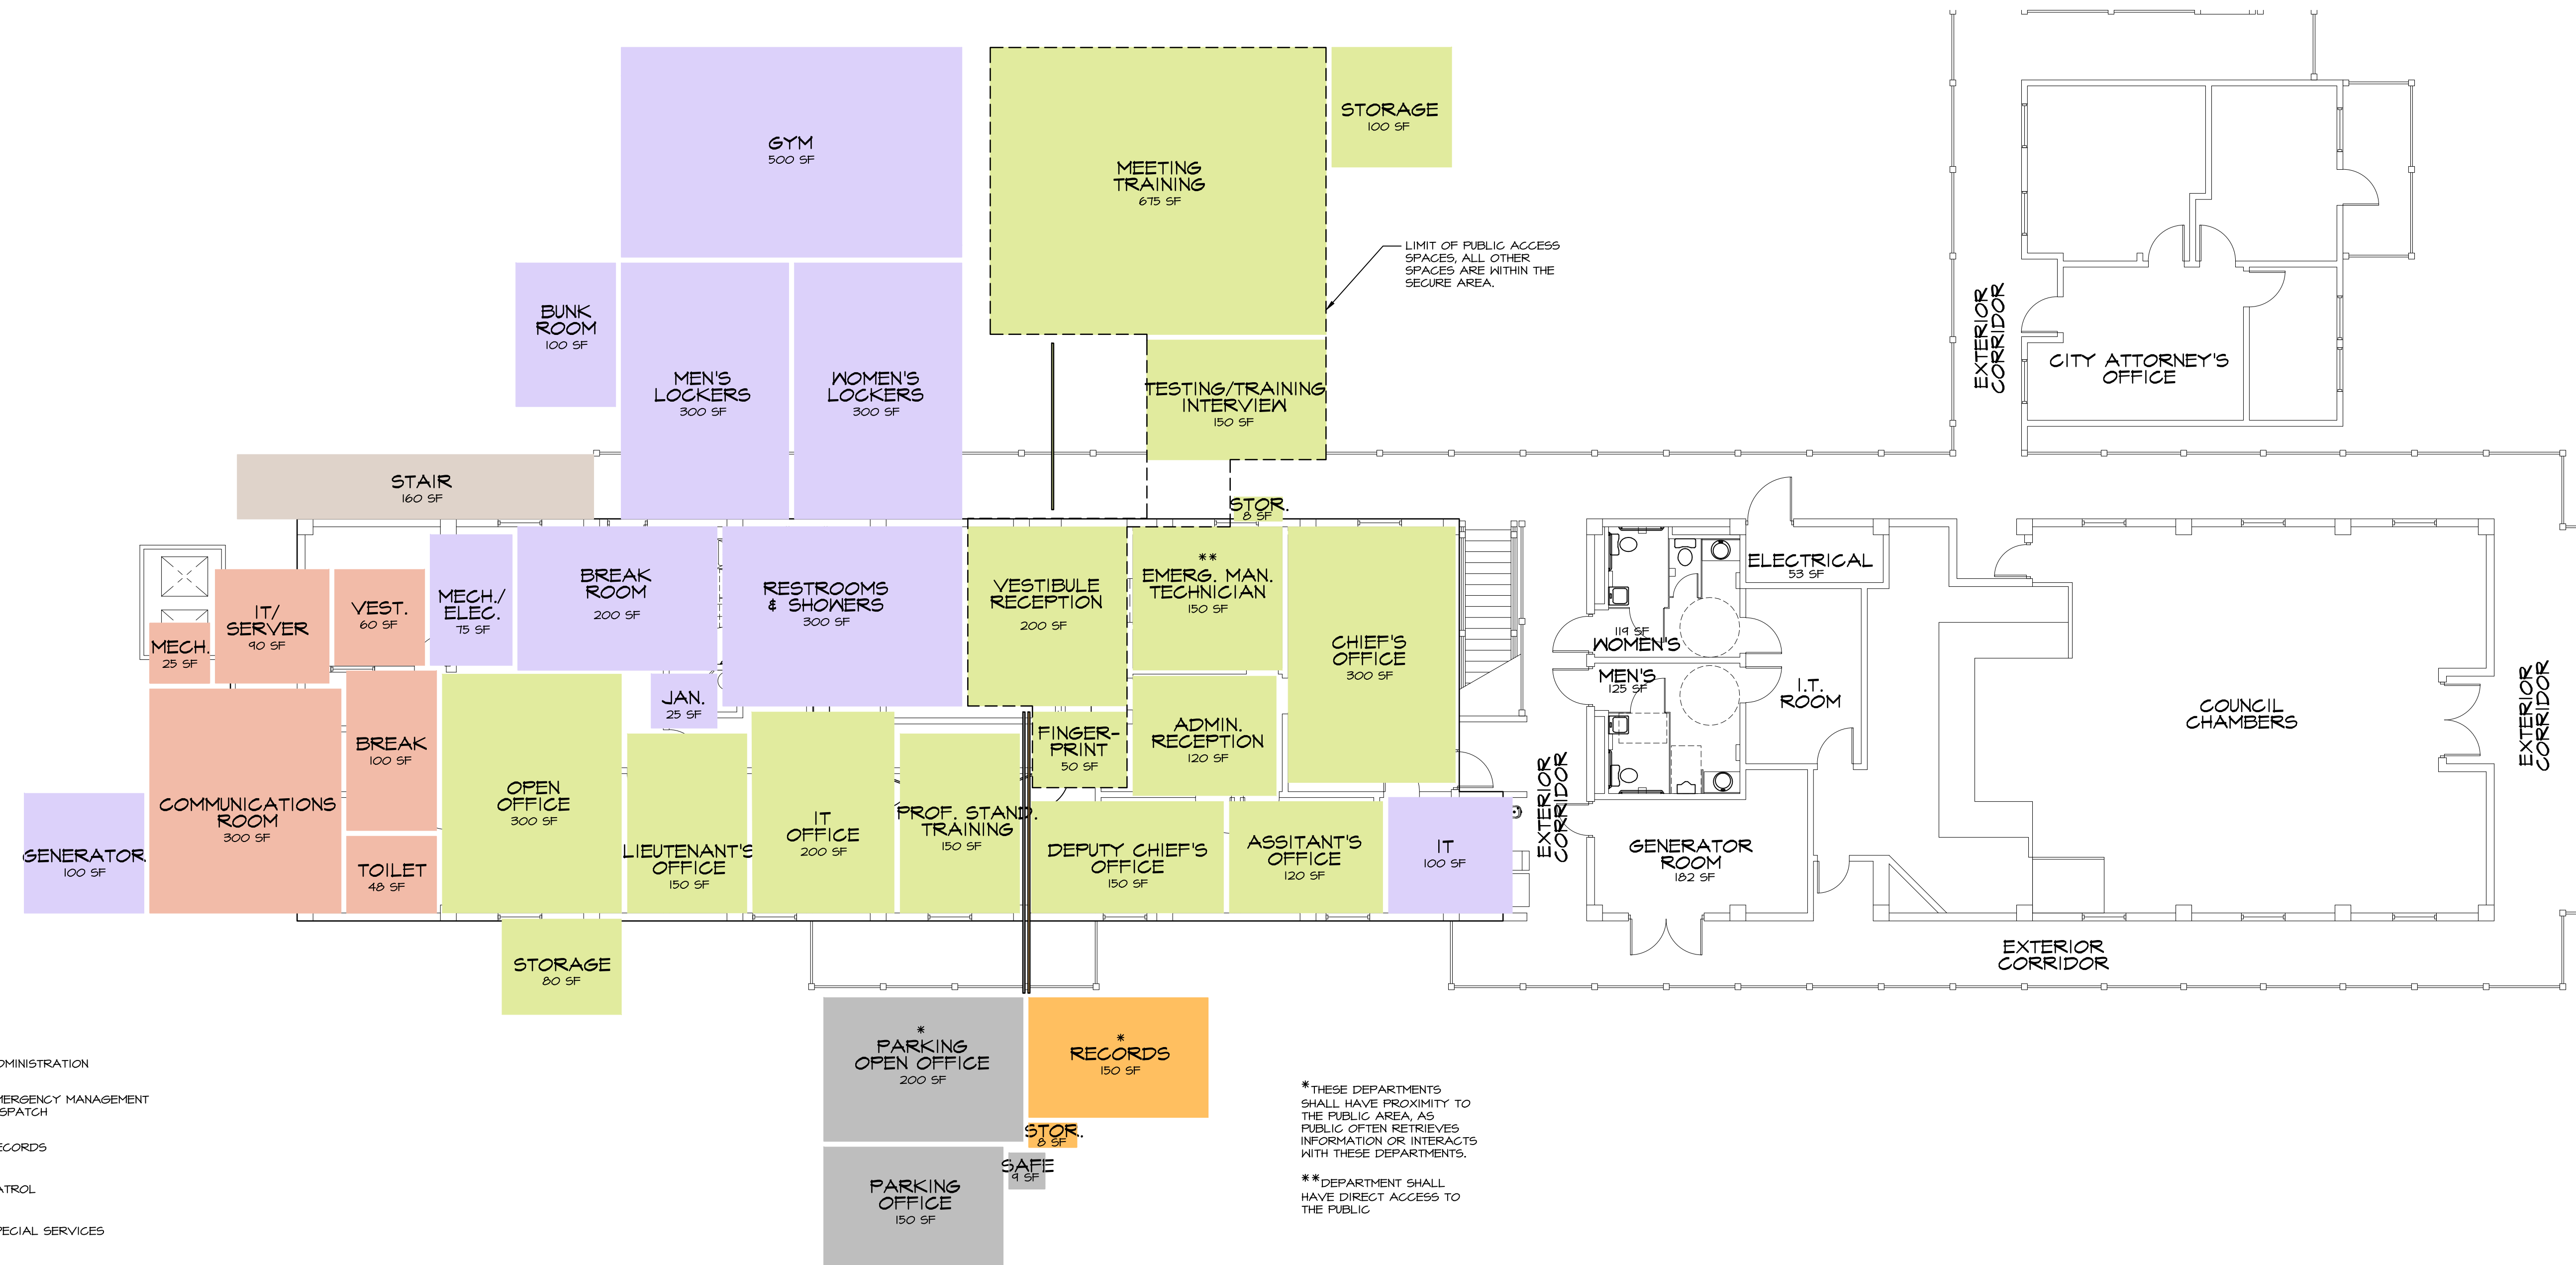 GYM
500 SF
MEETING
TRAINING
675 SF
STORAGE
100 SF
LIMIT OF PUBLIC ACCESS
SPACES, ALL OTHER
SPACES ARE WITHIN THE
SECURE AREA.
BUNK
ROOM
100 SF
MEN'S
LOCKERS
300 SF
WOMEN'S
LOCKERS
300 SF
TESTING/TRAINING
INTERVIEW
150 SF
EXTERIOR
CORRIDOR
CITY ATTORNEY'S
OFFICE
STAIR
160 SF
STOR.
8 SF
MECH.
25 SF
IT/
SERVER
90 SF
VEST.
60 SF
MECH./
ELEC.
75 SF
BREAK
ROOM
200 SF
RESTROOMS
& SHOWERS
300 SF
VESTIBULE
RECEPTION
200 SF
**
EMERG. MAN.
TECHNICIAN
150 SF
CHIEF'S
OFFICE
300 SF
ELECTRICAL
53 SF
119 SF
WOMEN'S
MEN'S
125 SF
I.T.
ROOM
COUNCIL
CHAMBERS
EXTERIOR
CORRIDOR
JAN.
25 SF
BREAK
100 SF
FINGER-
PRINT
50 SF
ADMIN.
RECEPTION
120 SF
GENERATOR
100 SF
COMMUNICATIONS
ROOM
300 SF
TOILET
48 SF
OPEN
OFFICE
300 SF
LIEUTENANT'S
OFFICE
150 SF
IT
OFFICE
200 SF
PROF. STAND.
TRAINING
150 SF
DEPUTY CHIEF'S
OFFICE
150 SF
ASSITANT'S
OFFICE
120 SF
IT
100 SF
EXTERIOR
CORRIDOR
GENERATOR
ROOM
182 SF
EXTERIOR
CORRIDOR
STORAGE
80 SF
*
PARKING
OPEN OFFICE
200 SF
*
RECORDS
150 SF
STOR..
8 SF
SAFE
9 SF
PARKING
OFFICE
150 SF
*THESE DEPARTMENTS
SHALL HAVE PROXIMITY TO
THE PUBLIC AREA, AS
PUBLIC OFTEN RETRIEVES
INFORMATION OR INTERACTS
WITH THESE DEPARTMENTS.
**DEPARTMENT SHALL
HAVE DIRECT ACCESS TO
THE PUBLIC
DMINISTRATION
MERGENCY MANAGEMENT
SPATCH
ECORDS
ATROL
PECIAL SERVICES